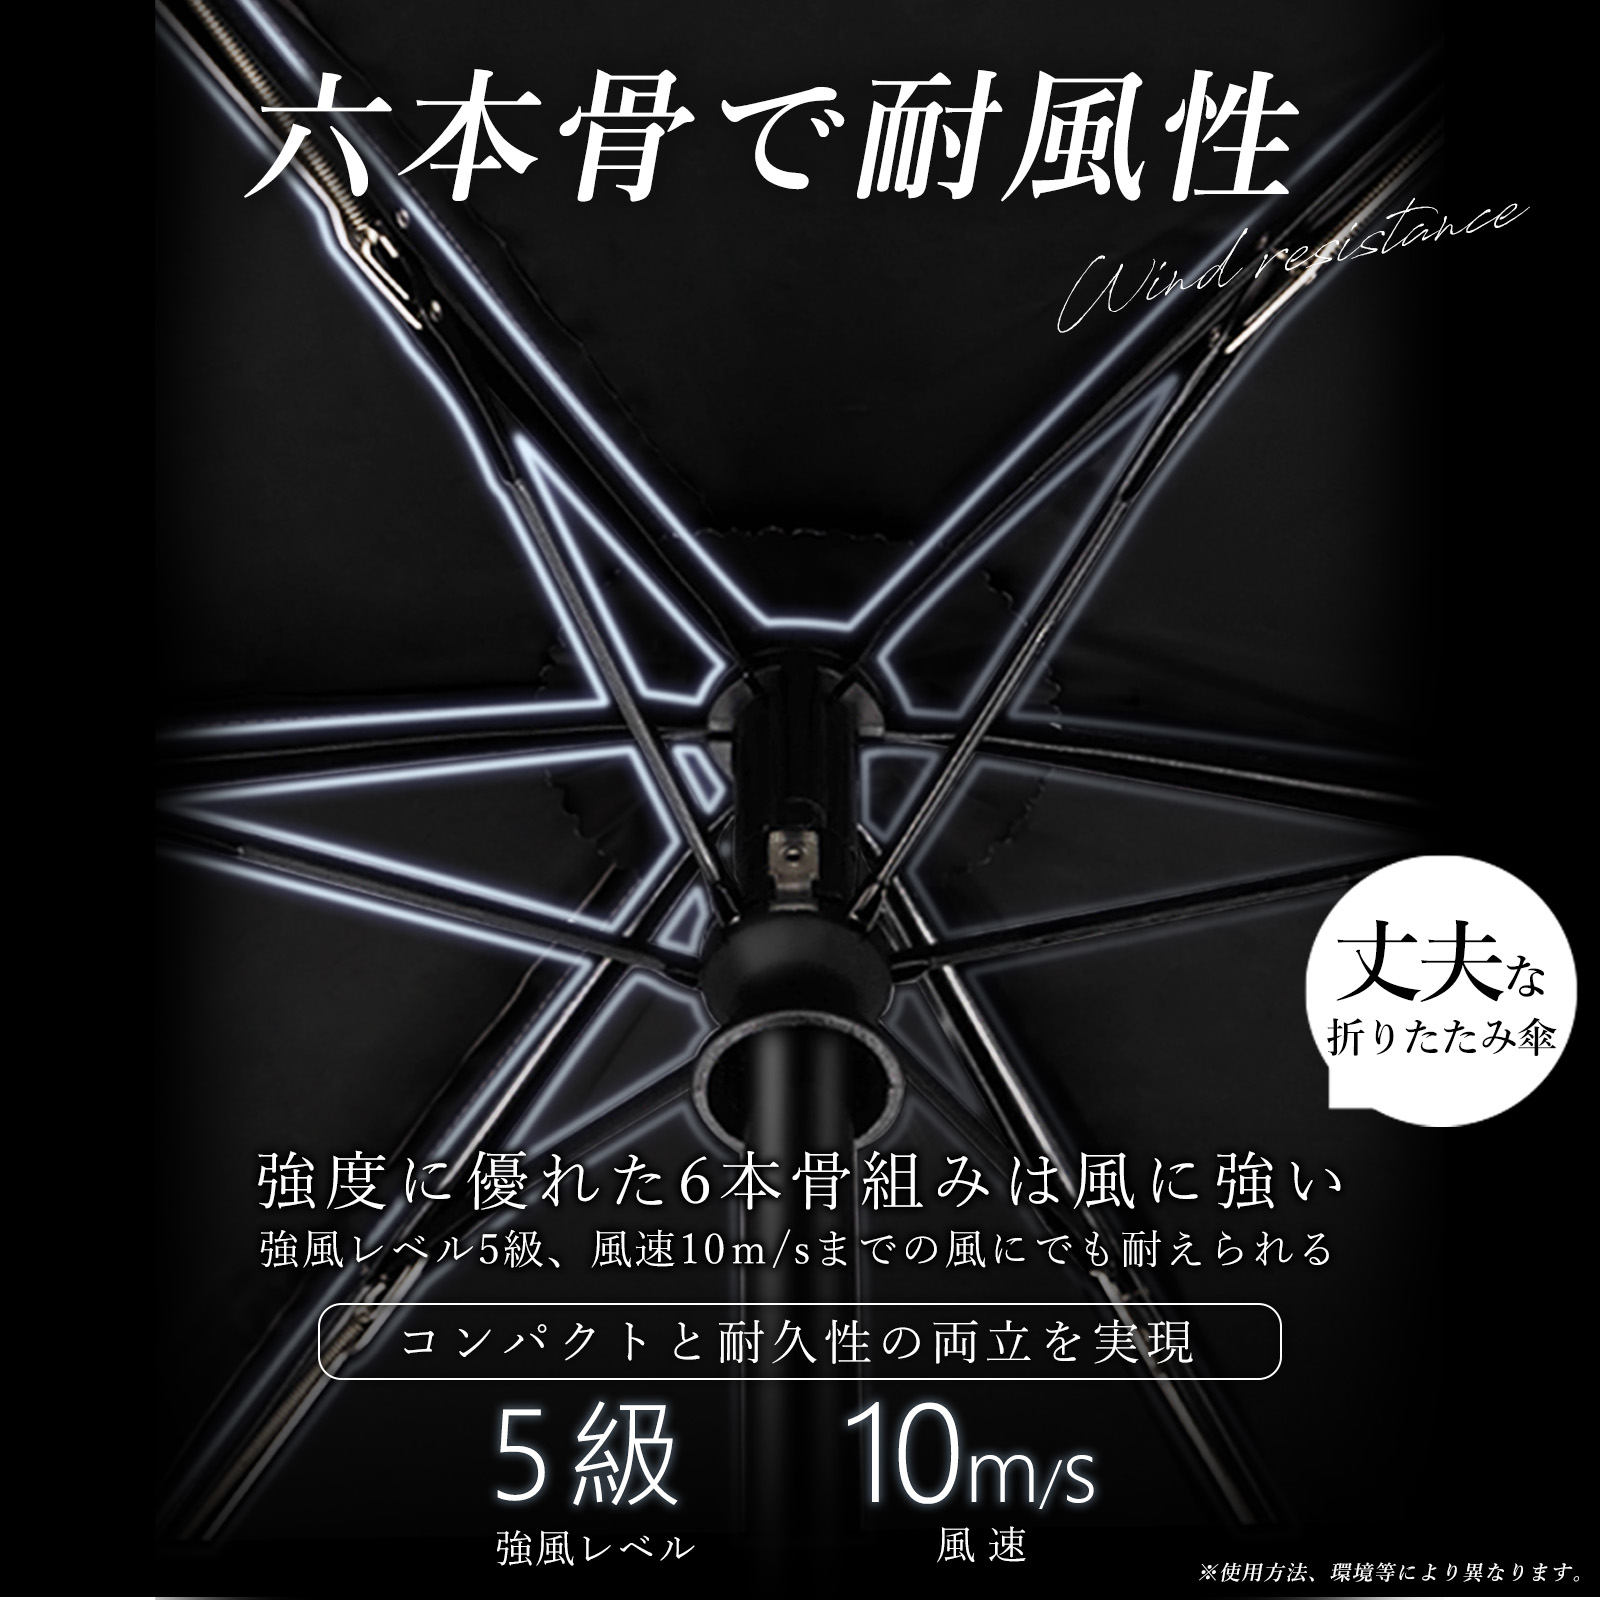 六本骨で耐風性
Wind resistance
丈夫な
折りたたみ傘
強度に優れた6本骨組みは風に強い
強風レベル5級、風速10m/sまでの風にでも耐えられる
コンパクトと耐久性の両立を実現
5級
強風レベル
10m/s
風速
※使用方法、環境等により異なります。